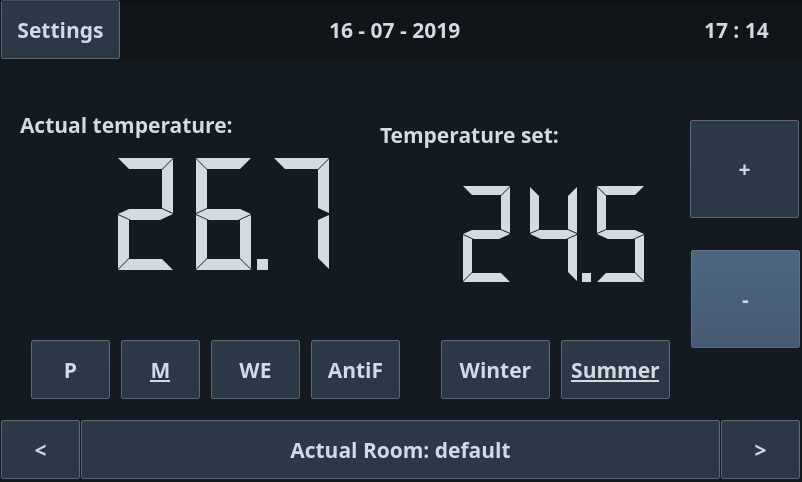 Settings 16 - 07 - 2019 17 : 14
Actual temperature: Temperature set:
+
26.7 24.5
-
P M WE AntiF Winter Summer
< Actual Room: default >